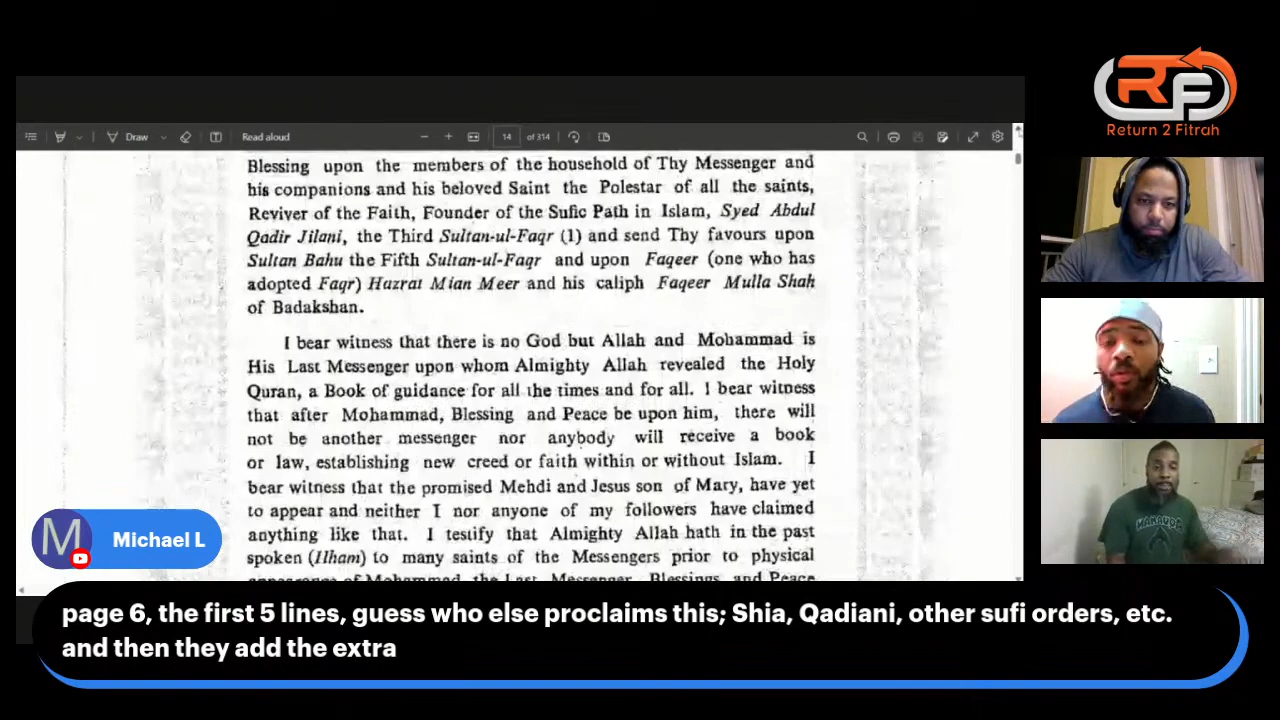 RF
Return 2 Fitrah
Draw
Read aloud
14 of 314
Blessing upon the members of the household of Thy Messenger and
his companions and his beloved Saint the Polestar of all the saints,
Reviver of the Faith, Founder of the Sufic Path in Islam, Syed Abdul
Qadir Jilani, the Third Sultan-ul-Faqr (1) and send Thy favours upon
Sultan Bahu the Fifth Sultan-ul-Faqr and upon Faqeer (one who has
adopted Faqr) Hazrat Mian Meer and his caliph Faqeer Mulla Shah
of Badakshan.
I bear witness that there is no God but Allah and Mohammad is
His Last Messenger upon whom Almighty Allah revealed the Holy
Quran, a Book of guidance for all the times and for all. I bear witness
that after Mohammad, Blessing and Peace be upon him, there will
not be another messenger nor anybody will receive a book
or law, establishing new creed or faith within or without Islam. I
bear witness that the promised Mehdi and Jesus son of Mary, have yet
to appear and neither I nor anyone of my followers have claimed
anything like that. I testify that Almighty Allah hath in the past
spoken (Ilham) to many saints of the Messengers prior to physical
appearance of Mohammad, the Last Messenger, Blessings and Peace
M
Michael L
page 6, the first 5 lines, guess who else proclaims this; Shia, Qadiani, other sufi orders, etc.
and then they add the extra